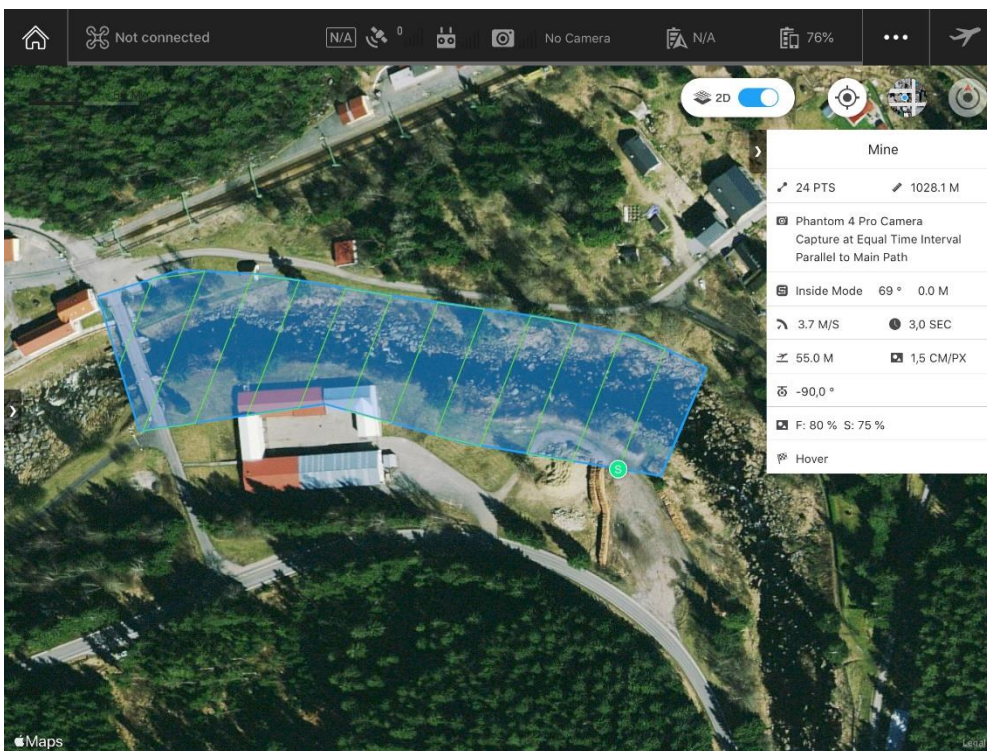 Not connected
N/A
0
No Camera
N/A
76%
2D
Mine
24 PTS
1028.1 M
Phantom 4 Pro Camera
Capture at Equal Time Interval
Parallel to Main Path
Inside Mode 69 ° 0.0 M
3.7 M/S
3,0 SEC
55.0 M
1,5 CM/PX
-90,0 °
F: 80 % S: 75 %
Hover
S
Maps
Legal